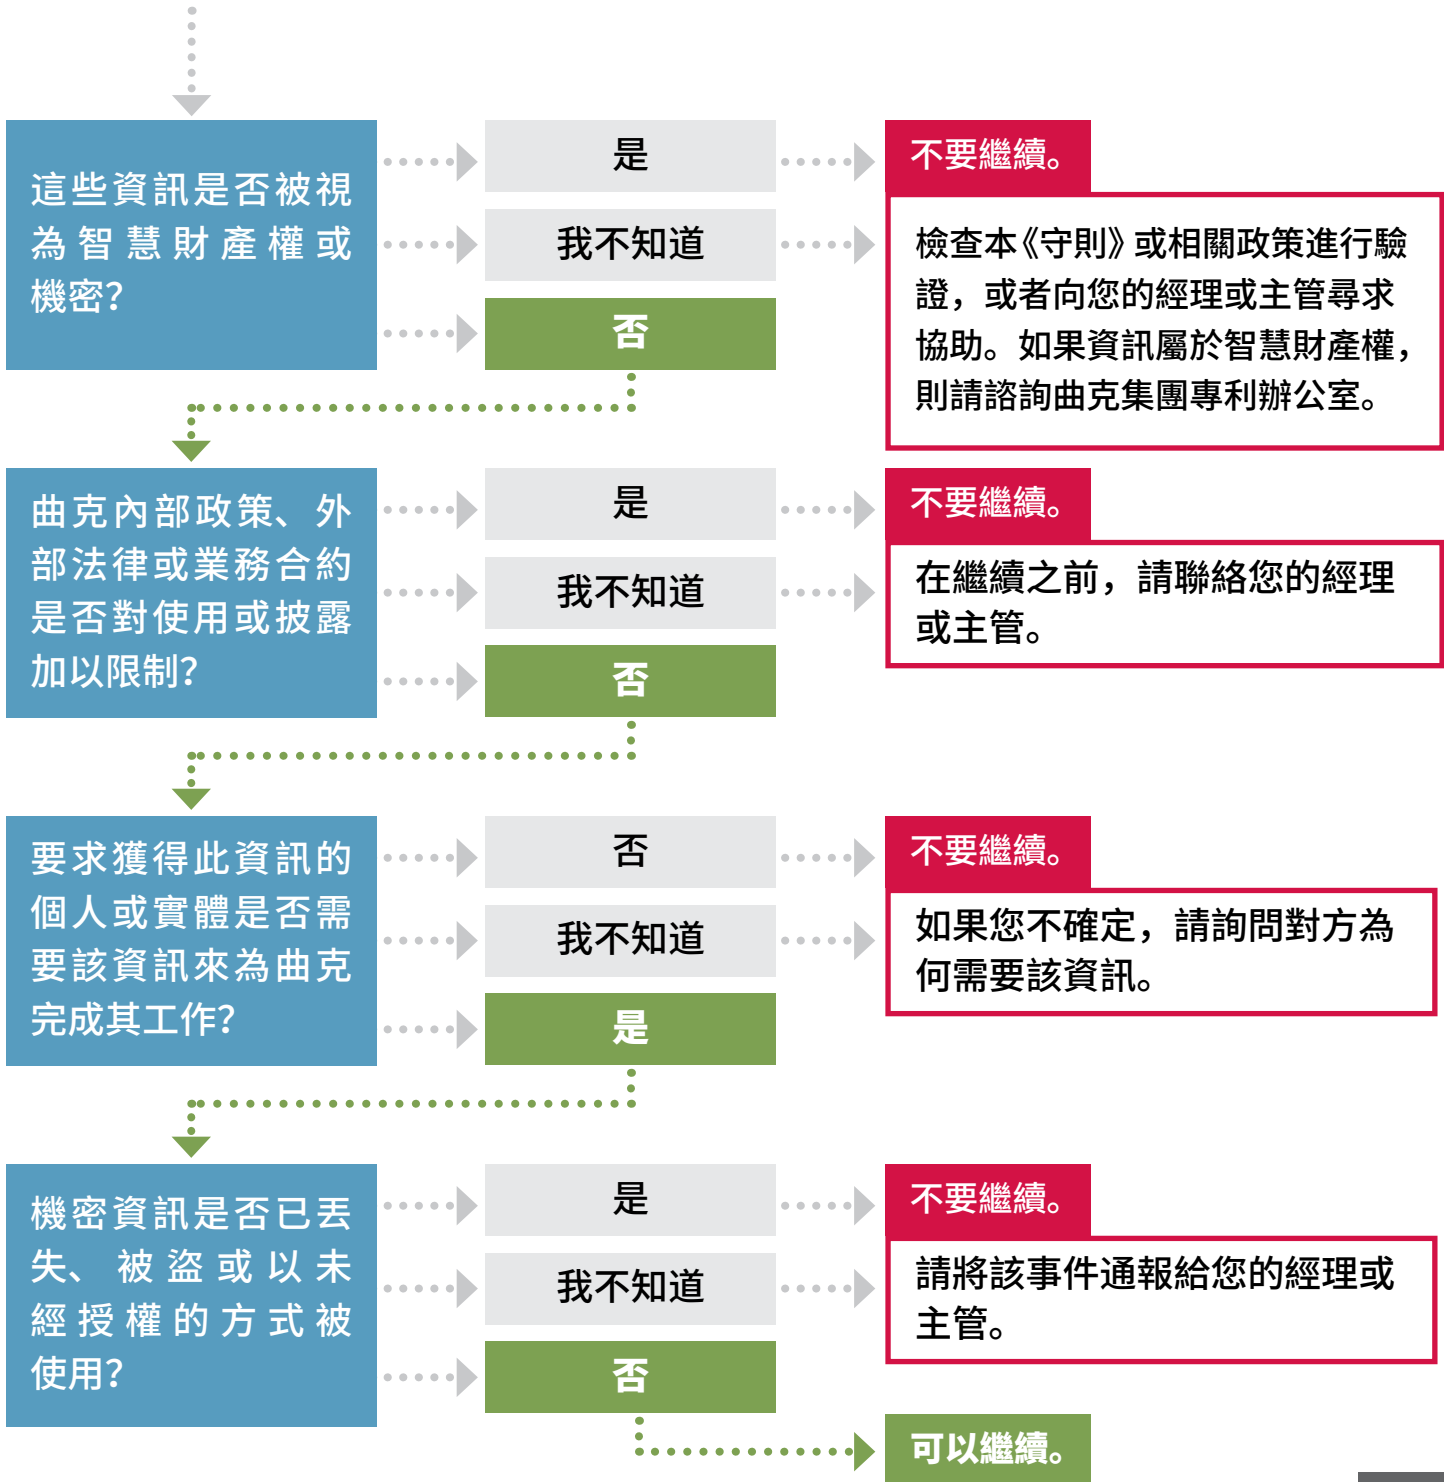 這些資訊是否被視
為智慧財產權或
機密?
是
我不知道
否
不要繼續。
檢查本《守則》或相關政策進行驗
證，或者向您的經理或主管尋求
協助。如果資訊屬於智慧財產權，
則請諮詢曲克集團專利辦公室。
曲克內部政策、外
部法律或業務合約
是否對使用或披露
加以限制?
是
我不知道
否
不要繼續。
在繼續之前，請聯絡您的經理
或主管。
要求獲得此資訊的
個人或實體是否需
要該資訊來為曲克
完成其工作?
否
我不知道
是
不要繼續。
如果您不確定，請詢問對方為
何需要該資訊。
機密資訊是否已丟
失、被盜或以未
經授權的方式被
使用?
是
我不知道
否
不要繼續。
請將該事件通報給您的經理或
主管。
可以繼續。